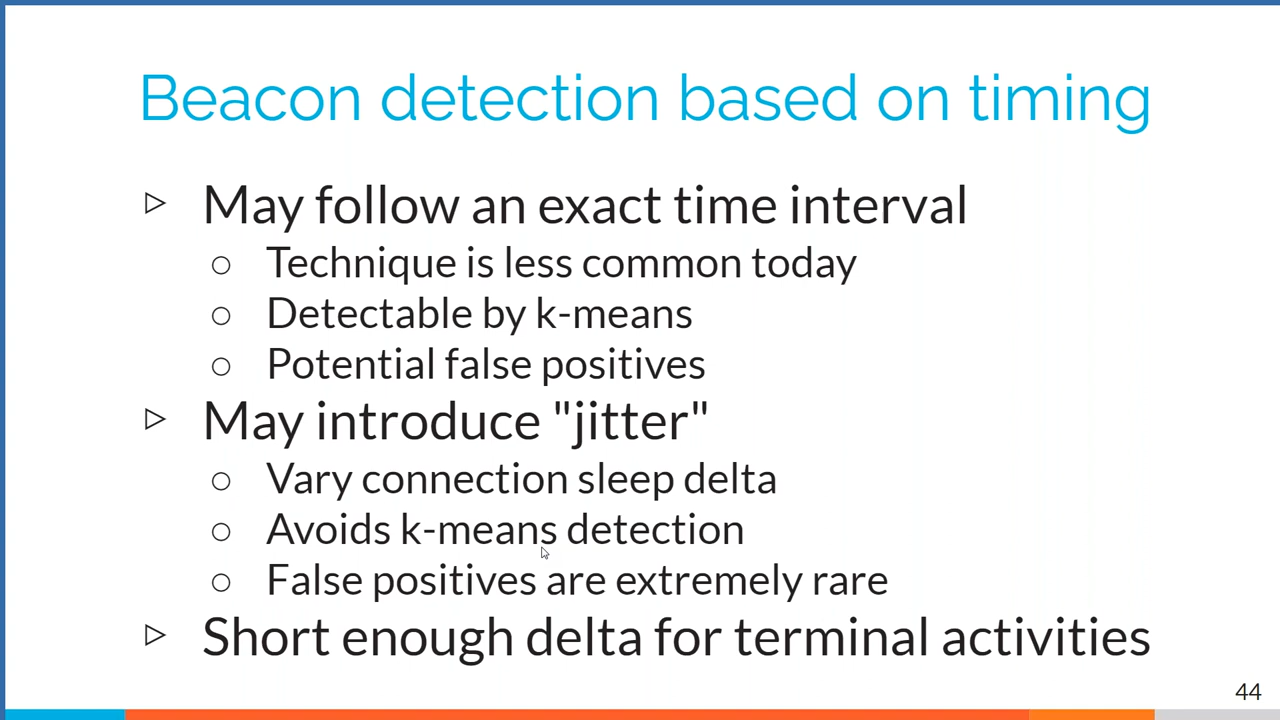 Beacon detection based on timing
May follow an exact time interval
Technique is less common today
Detectable by k-means
Potential false positives
May introduce "jitter"
Vary connection sleep delta
Avoids k-means detection
False positives are extremely rare
Short enough delta for terminal activities
44